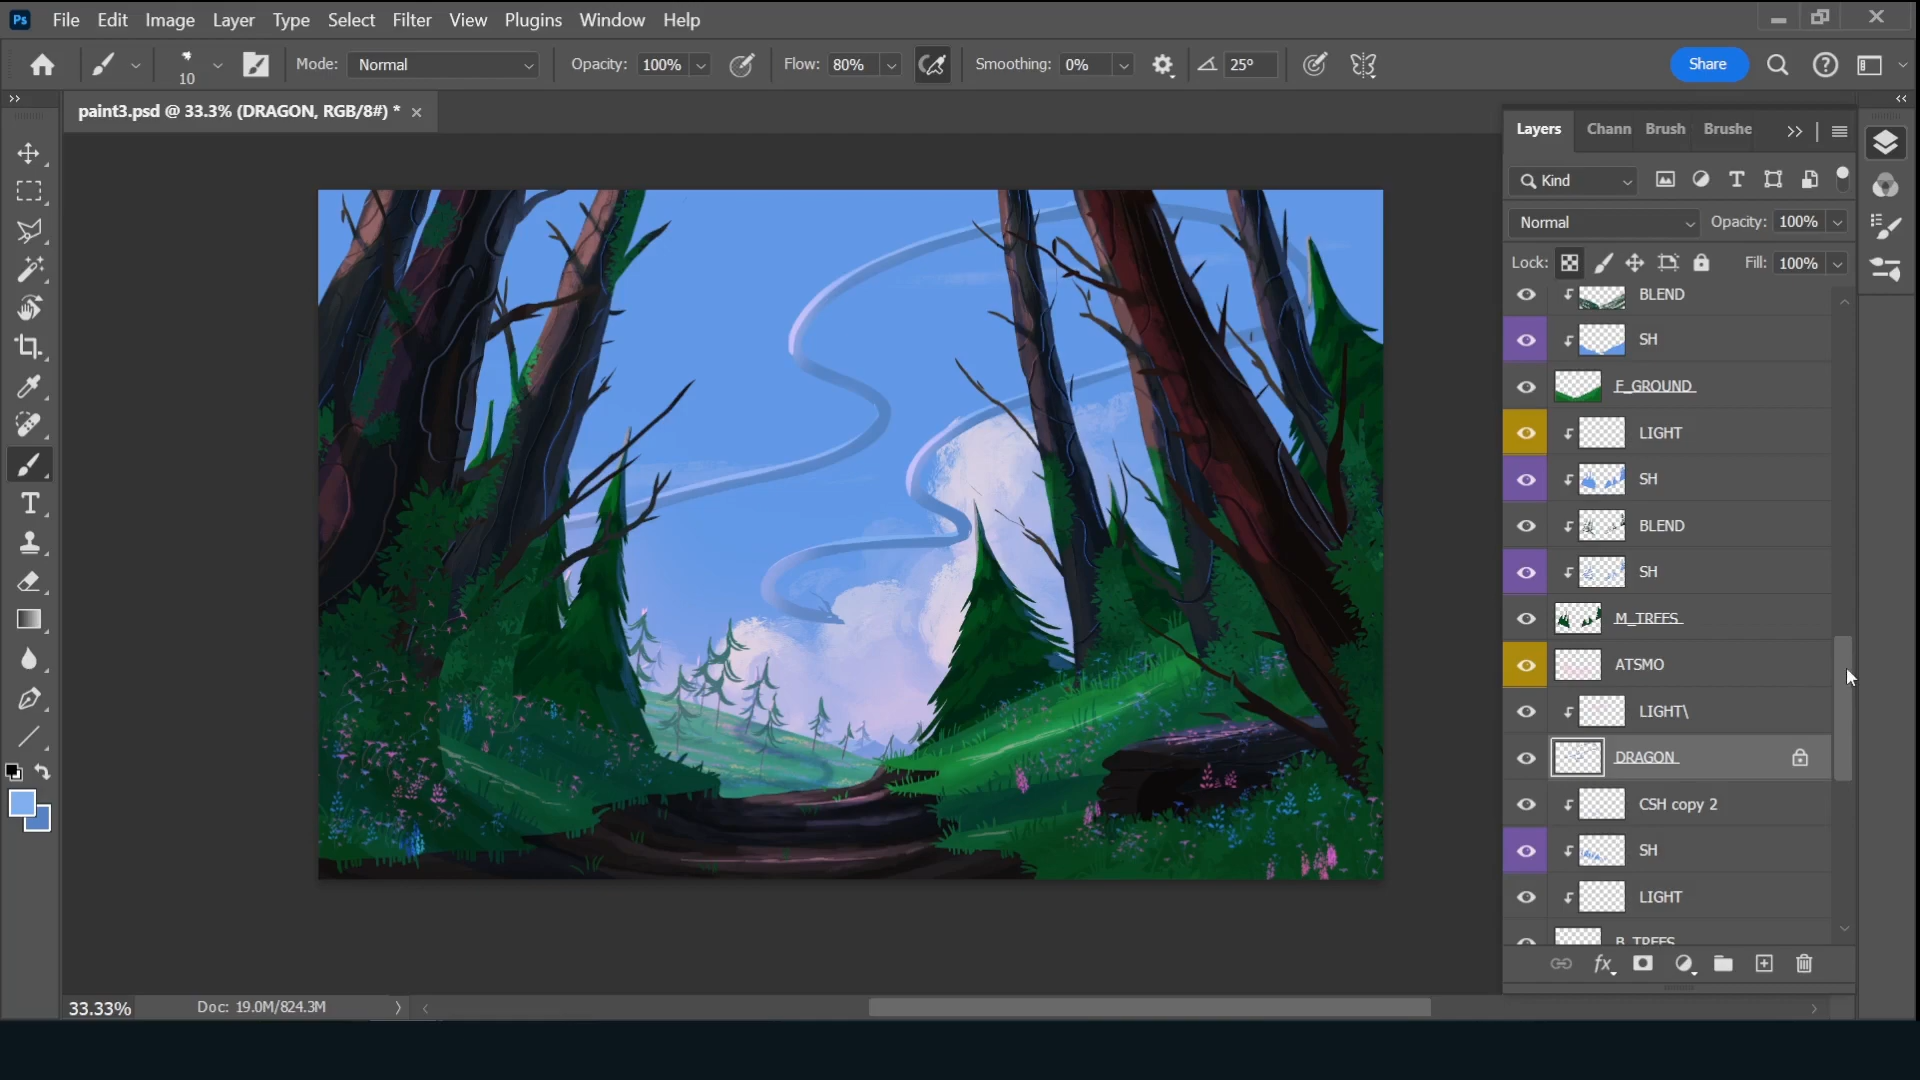 Ps File Edit Image Layer Type Select Filter View Plugins Window Help
10 Mode: Normal Opacity: 100% Flow: 80% Smoothing: 0% 25° Share
paint3.psd @ 33.3% (DRAGON, RGB/8#) *
Layers Chann Brush Brushe
Kind
Normal Opacity: 100%
Lock: Fill: 100%
BLEND
SH
F_GROUND
LIGHT
SH
BLEND
SH
M_TREES
ATSMO
LIGHT\
DRAGON
CSH copy 2
SH
LIGHT
B_TREES
fx
33.33% Doc: 19.0M/824.3M